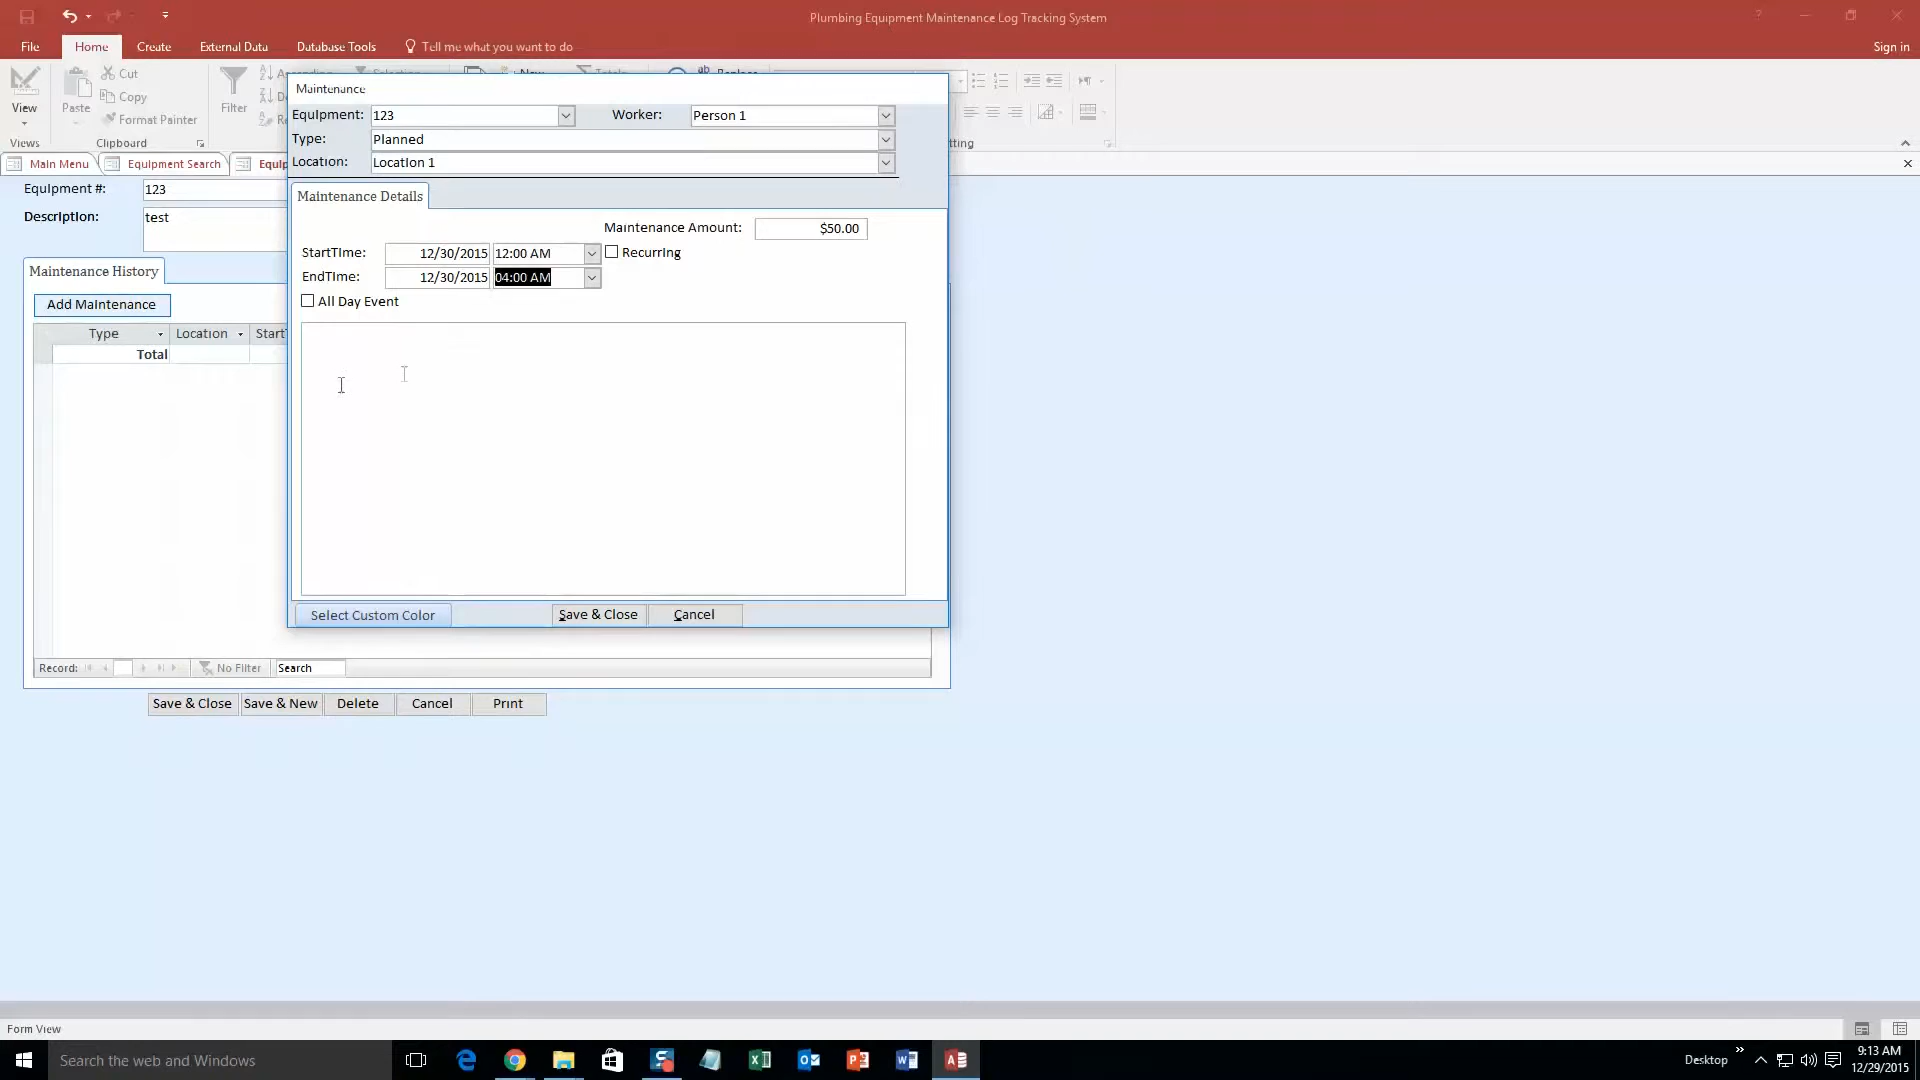 Plumbing Equipment Maintenance Log Tracking System
File Home Create External Data Database Tools Tell me what you want to do Sign in
View Paste Cut Copy Format Painter Filter
Views Clipboard
Main Menu Equipment Search
Equipment #: 123
Description: test
Maintenance History
Add Maintenance
Type Location
Total
Record: No Filter Search
Save & Close Save & New Delete Cancel Print
Maintenance
Equipment: 123 Worker: Person 1
Type: Planned
Location: Location 1
Maintenance Details
Maintenance Amount: $50.00
StartTime: 12/30/2015 12:00 AM Recurring
EndTime: 12/30/2015 04:00 AM
All Day Event
Select Custom Color Save & Close Cancel
Form View
Search the web and Windows
Desktop
9:13 AM
12/29/2015